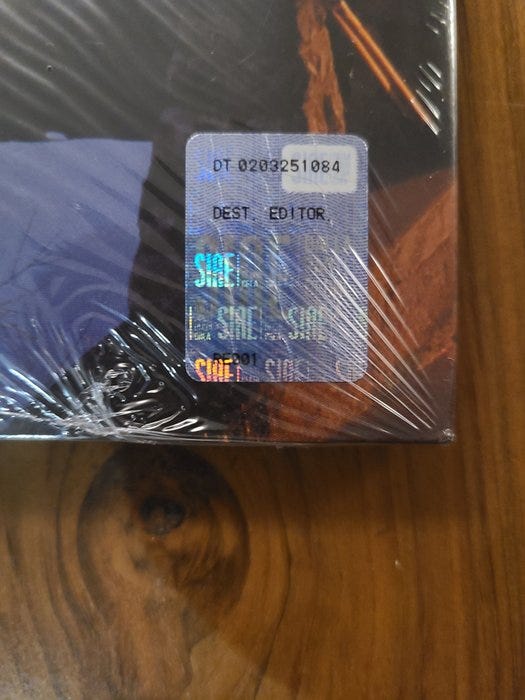 DT 0203251084
DEST. EDITOR.
SIAE
SIAE SIAE
RE001
SIAE SIAE